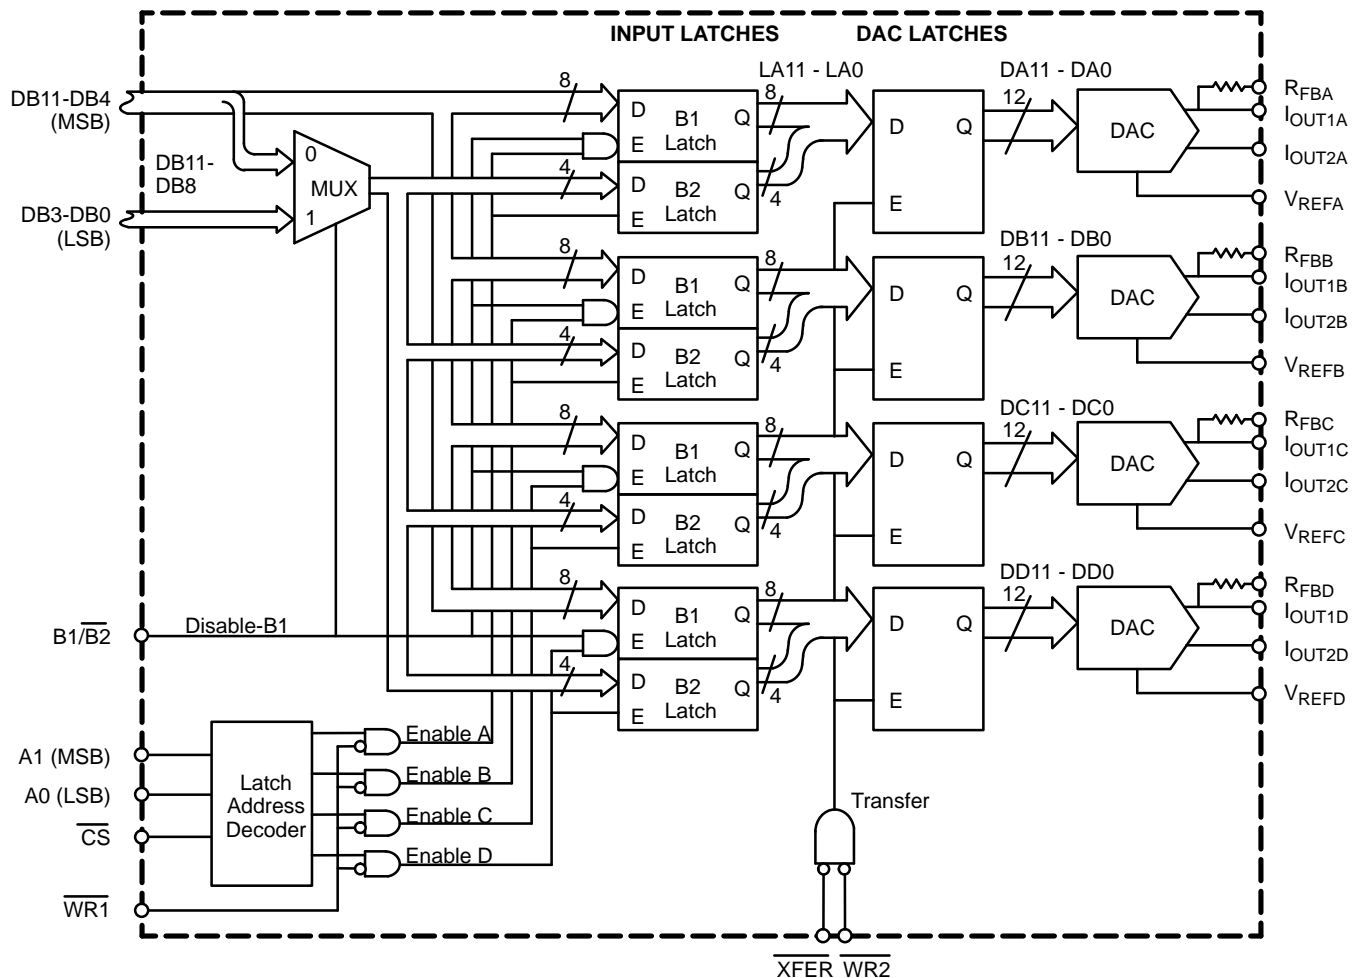 INPUT LATCHES DAC LATCHES
DB11-DB4
(MSB)
8
D
B1
Latch
Q
E
8
LA11 - LA0
D
Q
E
DA11 - DA0
12
DAC
RFBA
IOUT1A
IOUT2A
VREFA
DB11-
DB8
0
MUX
1
DB3-DB0
(LSB)
4
D
B2
Latch
Q
E
4
8
D
B1
Latch
Q
E
8
D
Q
E
DB11 - DB0
12
DAC
RFBB
IOUT1B
IOUT2B
VREFB
4
D
B2
Latch
Q
E
4
8
D
B1
Latch
Q
E
8
D
Q
E
DC11 - DC0
12
DAC
RFBC
IOUT1C
IOUT2C
VREFC
4
D
B2
Latch
Q
E
4
8
D
B1
Latch
Q
E
8
D
Q
E
DD11 - DD0
12
DAC
RFBD
IOUT1D
IOUT2D
VREFD
4
D
B2
Latch
Q
E
4
B1/B2
Disable-B1
A1 (MSB)
A0 (LSB)
CS
WR1
Latch
Address
Decoder
Enable A
Enable B
Enable C
Enable D
Transfer
XFER WR2